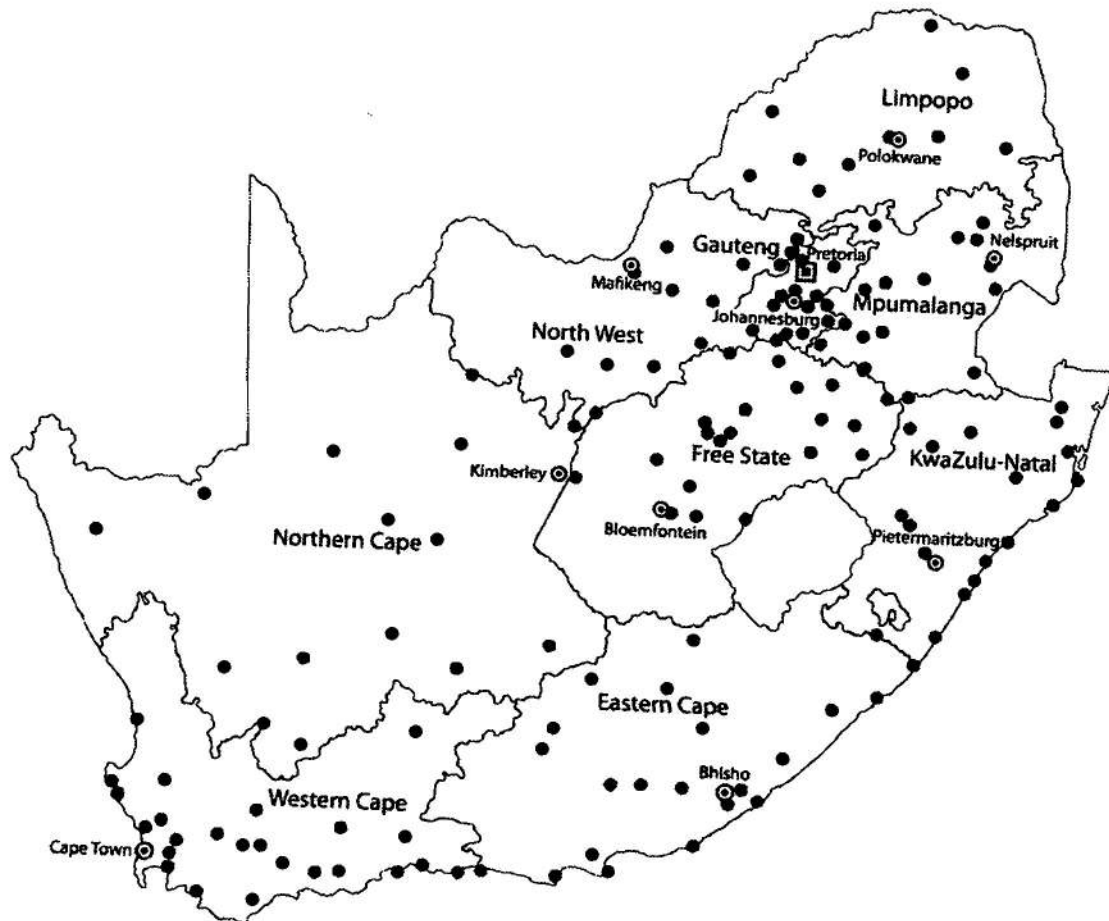 Limpopo
Polokwane
Nelspruit
Gauteng
Pretoria
Mafikeng
Mpumalanga
Johannesburg
North West
Free State
KwaZulu-Natal
Kimberley
Bloemfontein
Northern Cape
Pietermaritzburg
Eastern Cape
Bhisho
Western Cape
Cape Town